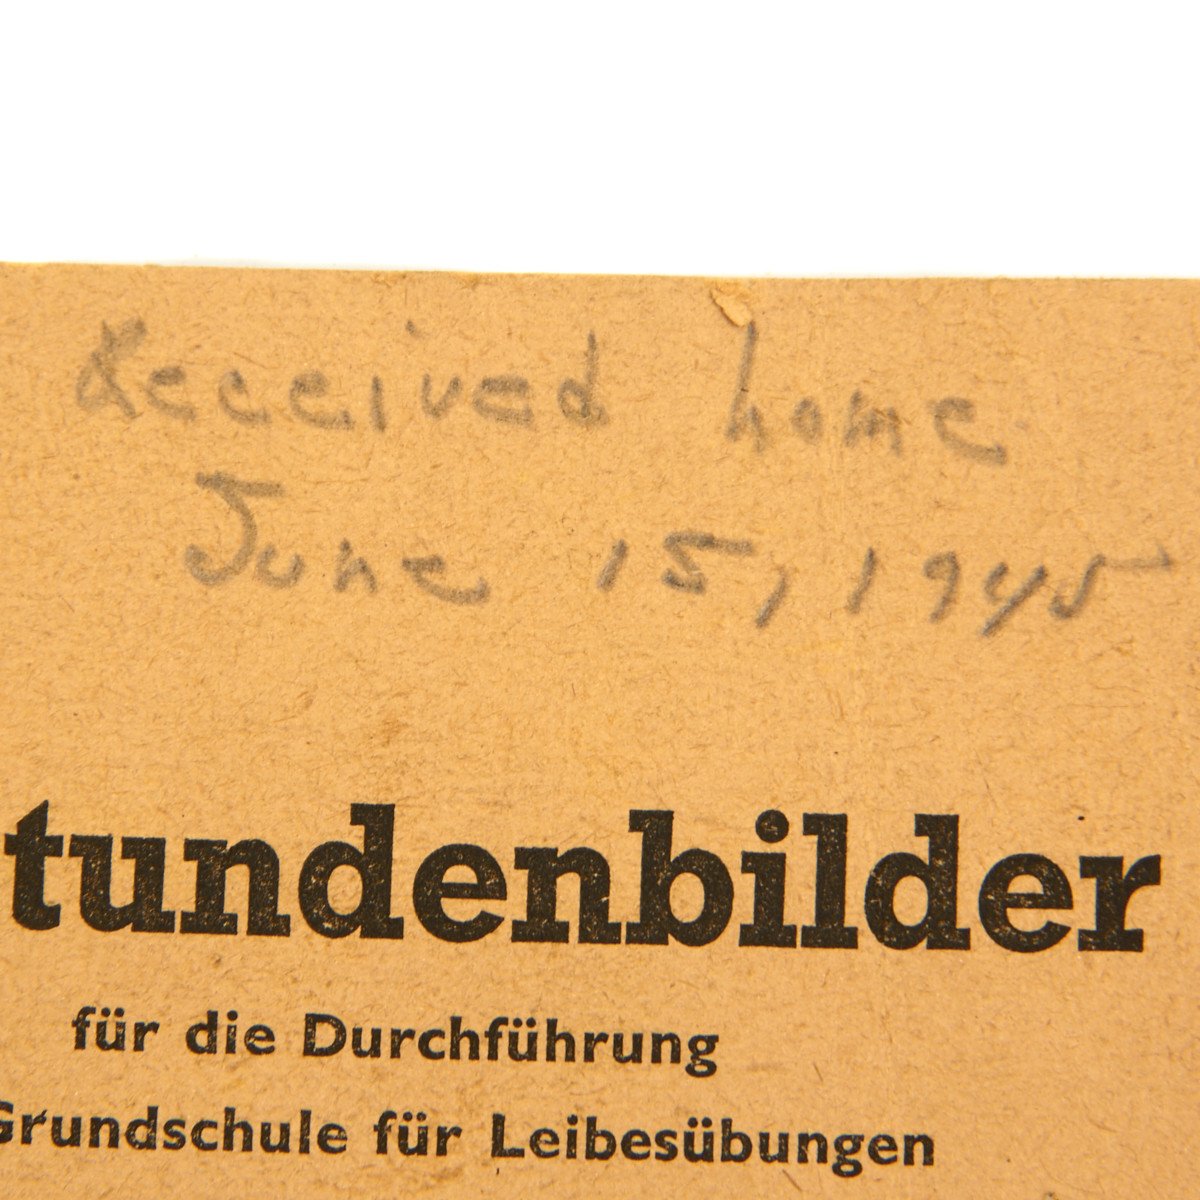 Received home
June 15, 1945
tundenbilder
für die Durchführung
Grundschule für Leibesübungen